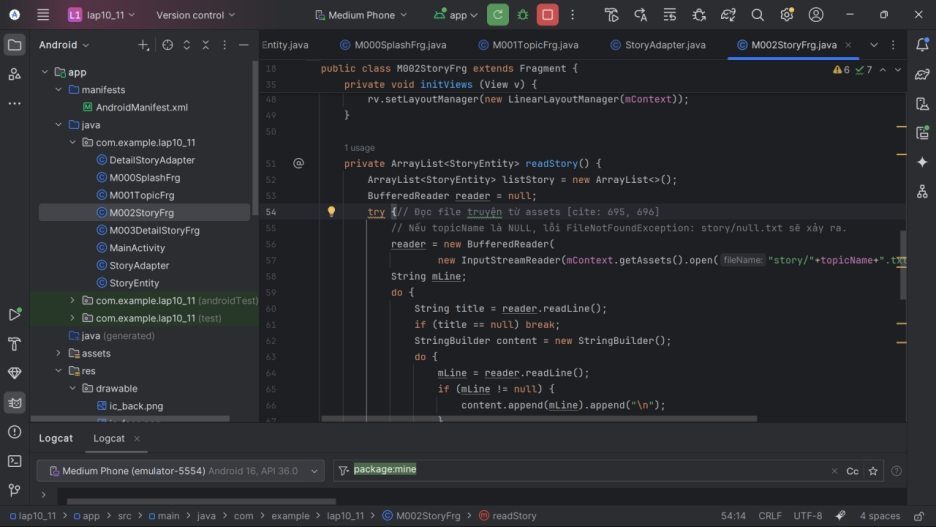 L1 lap10_11 Version control Medium Phone app
Android
Entity.java M000SplashFrg.java M001TopicFrg.java StoryAdapter.java M002StoryFrg.java
app
manifests
AndroidManifest.xml
java
com.example.lap10_11
DetailStoryAdapter
M000SplashFrg
M001TopicFrg
M002StoryFrg
M003DetailStoryFrg
MainActivity
StoryAdapter
StoryEntity
com.example.lap10_11 (androidTest)
com.example.lap10_11 (test)
java (generated)
assets
res
drawable
ic_back.png
6 7
18 public class M002StoryFrg extends Fragment {
35 private void initViews (View v) {
48 rv.setLayoutManager(new LinearLayoutManager(mContext));
49 }
50
1 usage
51 @ private ArrayList<StoryEntity> readStory() {
52 ArrayList<StoryEntity> listStory = new ArrayList<>();
53 BufferedReader reader = null;
54 try {// Đọc file truyện từ assets [cite: 695, 696]
55 // Nếu topicName là NULL, lỗi FileNotFoundException: story/null.txt sẽ xảy ra.
56 reader = new BufferedReader(
57 new InputStreamReader(mContext.getAssets().open( fileName: "story/"+topicName+".txt
58 String mLine;
59 do {
60 String title = reader.readLine();
61 if (title == null) break;
62 StringBuilder content = new StringBuilder();
63 do {
64 mLine = reader.readLine();
65 if (mLine != null) {
66 content.append(mLine).append("\n");
67 }
Logcat Logcat
Medium Phone (emulator-5554) Android 16, API 36.0 package:mine Cc
lap10_11 > app > src > main > java > com > example > lap10_11 > M002StoryFrg > readStory 54:14 CRLF UTF-8 4 spaces